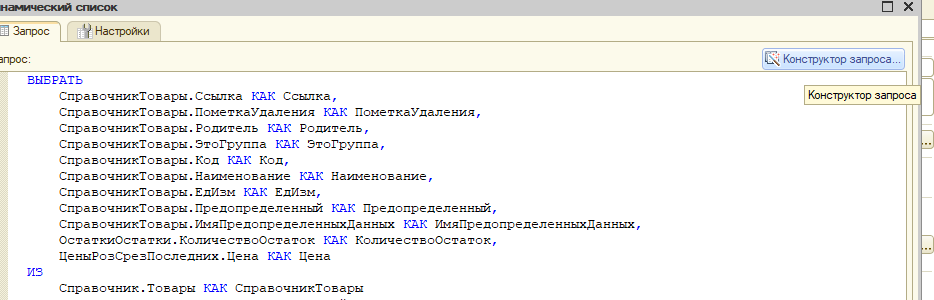 намический список
Запрос
Настройки
апрос:
Конструктор запроса...
ВЫБРАТЬ
СправочникТовары.Ссылка КАК Ссылка,
Конструктор запроса
СправочникТовары.ПометкаУдаления КАК ПометкаУдаления,
СправочникТовары.Родитель КАК Родитель,
СправочникТовары.ЭтоГруппа КАК ЭтоГруппа,
СправочникТовары.Код КАК Код,
СправочникТовары.Наименование КАК Наименование,
СправочникТовары.ЕдИзм КАК ЕдИзм,
СправочникТовары.Предопределенный КАК Предопределенный,
СправочникТовары.ИмяПредопределенныхДанных КАК ИмяПредопределенныхДанных,
ОстаткиОстатки.КоличествоОстаток КАК КоличествоОстаток,
ЦеныРозСрезПоследних.Цена КАК Цена
ИЗ
Справочник.Товары КАК СправочникТовары